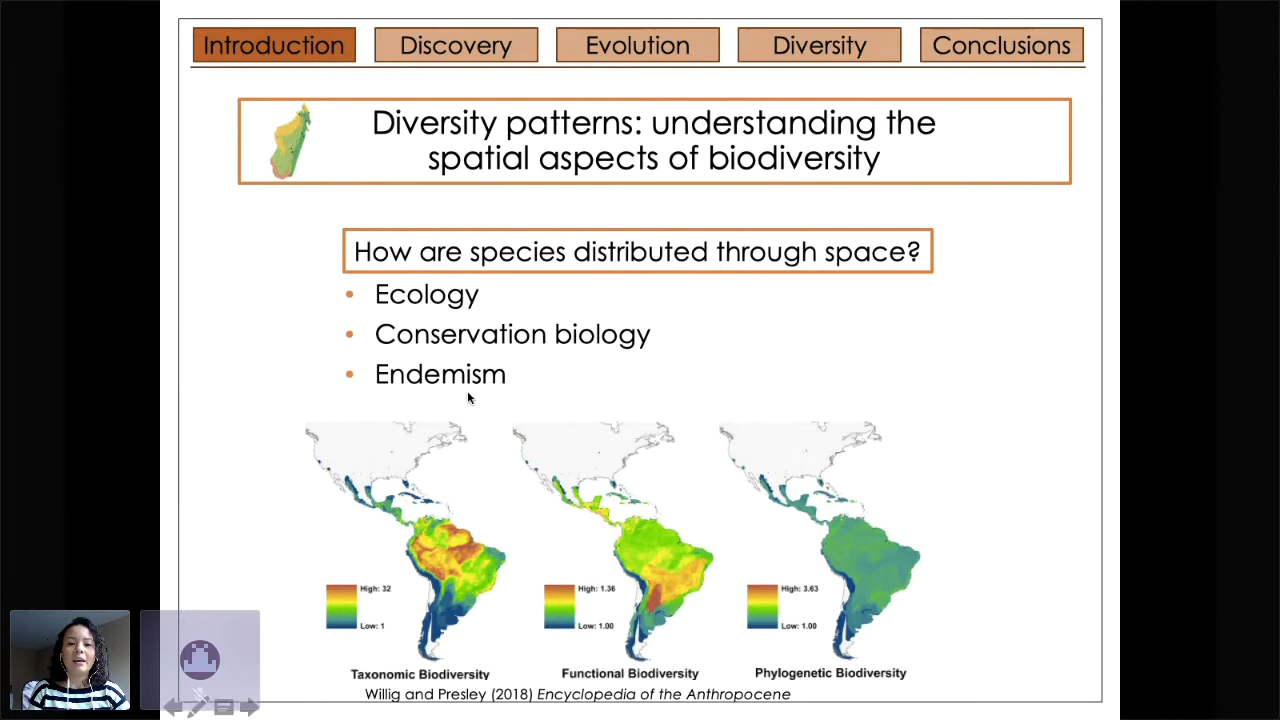 Introduction
Discovery
Evolution
Diversity
Conclusions
Diversity patterns: understanding the
spatial aspects of biodiversity
How are species distributed through space?
• Ecology
• Conservation biology
• Endemism
High: 32
Low: 1
Taxonomic Biodiversity
High: 1.36
Low: 1.00
Functional Biodiversity
High: 3.63
Low: 1.00
Phylogenetic Biodiversity
Willig and Presley (2018) Encyclopedia of the Anthropocene